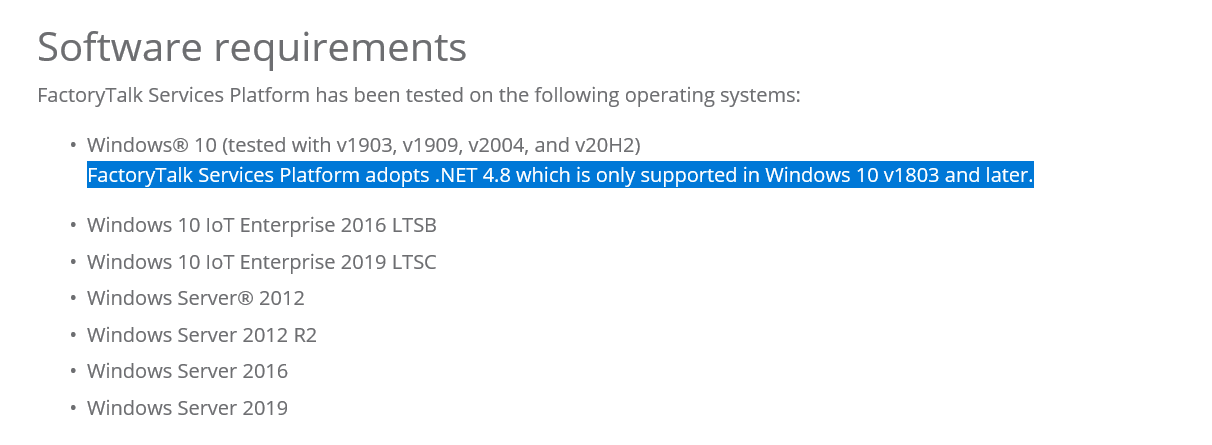 Software requirements
FactoryTalk Services Platform has been tested on the following operating systems:
• Windows® 10 (tested with v1903, v1909, v2004, and v20H2)
FactoryTalk Services Platform adopts .NET 4.8 which is only supported in Windows 10 v1803 and later.
• Windows 10 IoT Enterprise 2016 LTSB
• Windows 10 IoT Enterprise 2019 LTSC
• Windows Server® 2012
• Windows Server 2012 R2
• Windows Server 2016
• Windows Server 2019